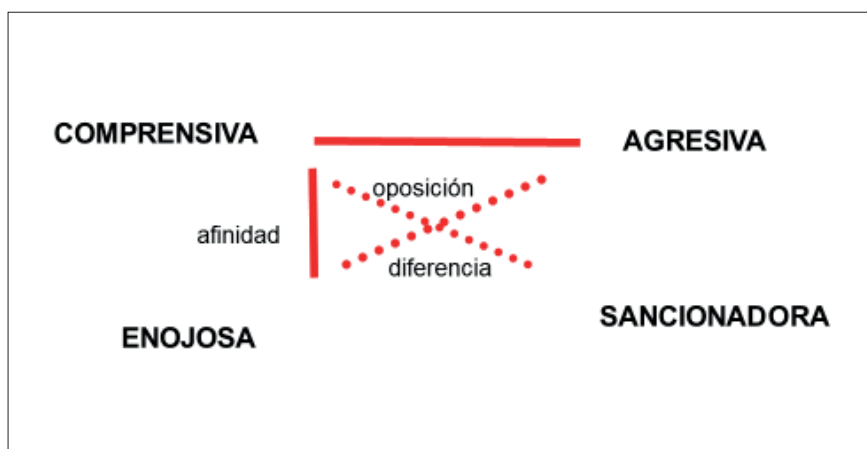 COMPRENSIVA
AGRESIVA
oposición
afinidad
diferencia
SANCIONADORA
ENOJOSA